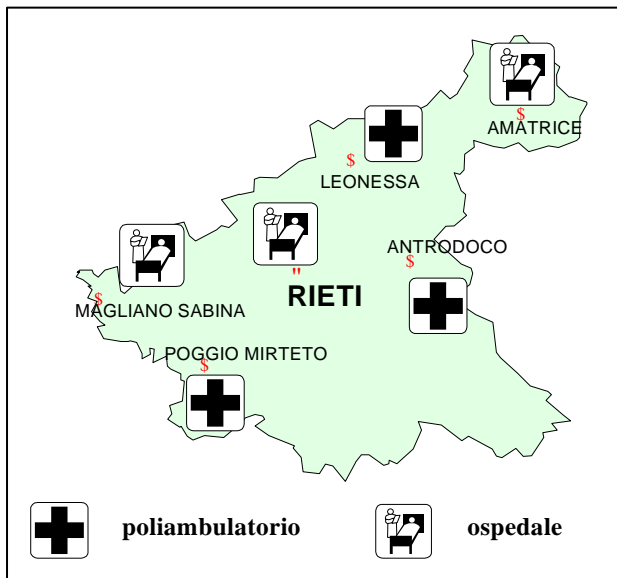 AMATRICE
$
$
LEONESSA
ANTRODOCO
$
"
RIETI
$
MAGLIANO SABINA
POGGIO MIRTETO
$
poliambulatorio
ospedale